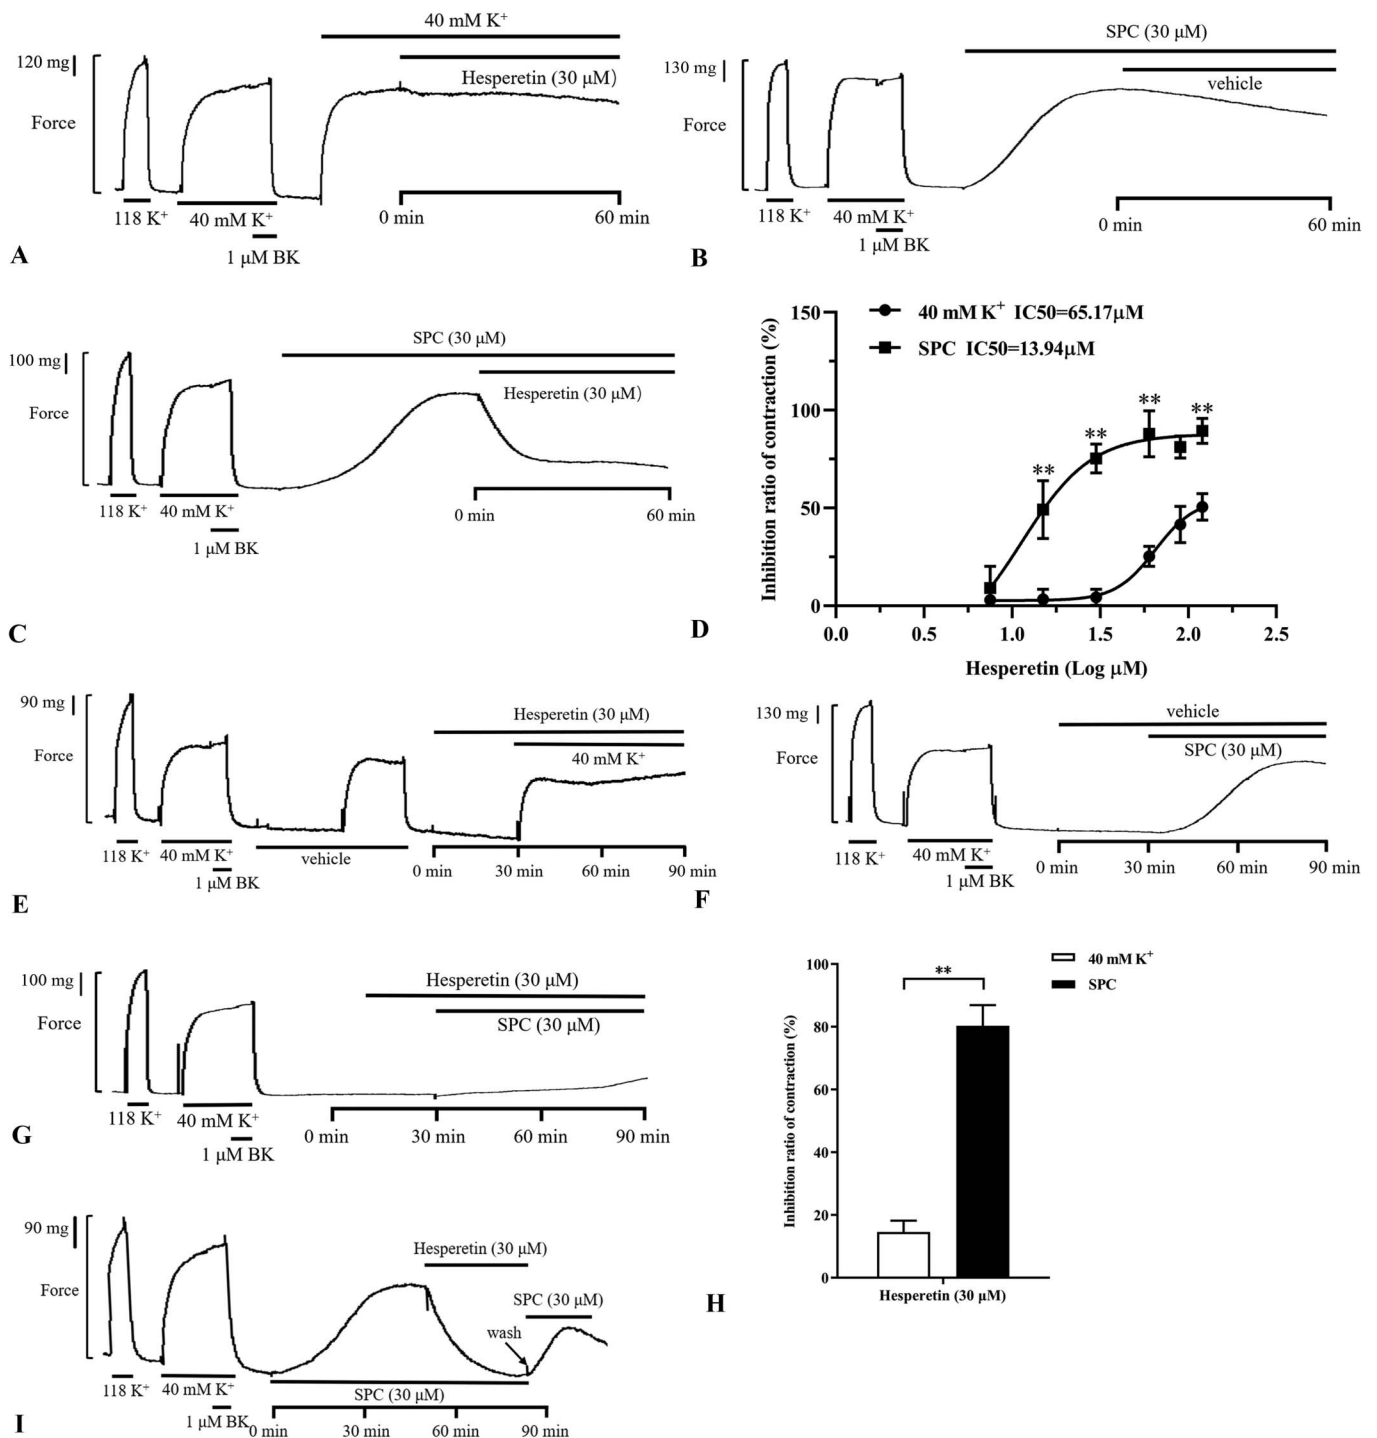 40 mM K⁺
120 mg
Hesperetin (30 μM)
Force
118 K⁺
40 mM K⁺
1 μM BK
0 min
60 min
A
SPC (30 μM)
130 mg
vehicle
Force
118 K⁺
40 mM K⁺
1 μM BK
0 min
60 min
B
SPC (30 μM)
100 mg
Hesperetin (30 μM)
Force
118 K⁺
40 mM K⁺
1 μM BK
0 min
60 min
C
40 mM K⁺ IC50=65.17μM
SPC IC50=13.94μM
Inhibition ratio of contraction (%)
150
100
50
0
** ** ** **
0.0 0.5 1.0 1.5 2.0 2.5
Hesperetin (Log μM)
D
90 mg
Hesperetin (30 μM)
40 mM K⁺
Force
118 K⁺
40 mM K⁺
1 μM BK
vehicle
0 min 30 min 60 min 90 min
E
vehicle
130 mg
SPC (30 μM)
Force
118 K⁺
40 mM K⁺
1 μM BK
0 min 30 min 60 min 90 min
F
100 mg
Hesperetin (30 μM)
SPC (30 μM)
Force
118 K⁺
40 mM K⁺
1 μM BK
0 min 30 min 60 min 90 min
G
40 mM K⁺
SPC
Inhibition ratio of contraction (%)
100
80
60
40
20
0
**
Hesperetin (30 μM)
H
90 mg
Hesperetin (30 μM)
SPC (30 μM)
Force
wash
118 K⁺
40 mM K⁺
1 μM BK
SPC (30 μM)
0 min 30 min 60 min 90 min
I